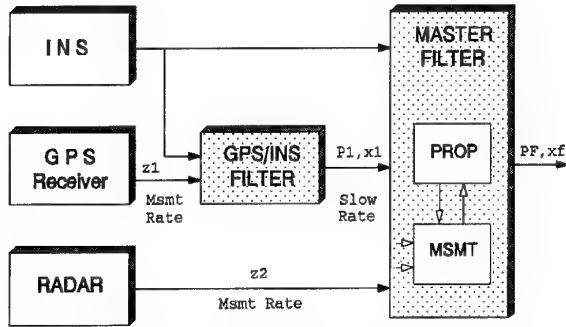 I N S
MASTER
FILTER
G P S
Receiver
z1
Msmt
Rate
GPS/INS
FILTER
P1,x1
Slow
Rate
PROP
PF,xf
MSMT
RADAR
z2
Msmt Rate